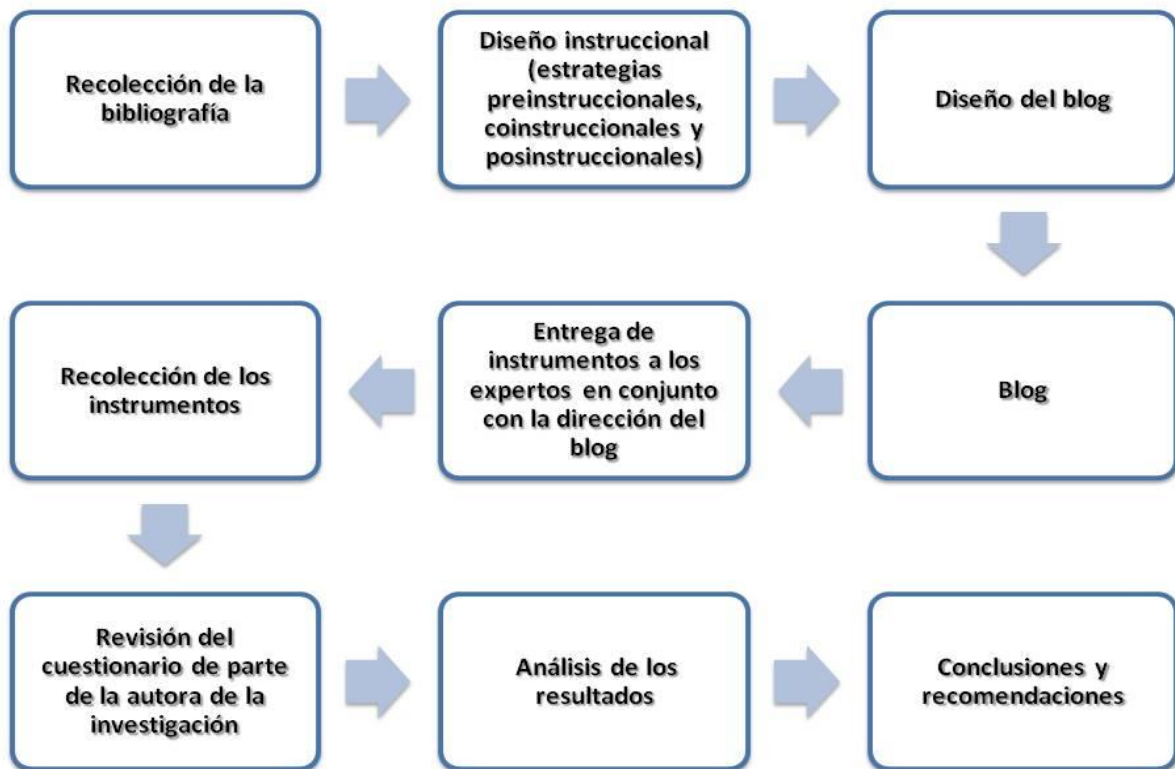 Recolección de la
bibliografía
Diseño instruccional
(estrategias
preinstruccionales,
coinstruccionales y
posinstruccionales)
Diseño del blog
Blog
Entrega de
instrumentos a los
expertos en conjunto
con la dirección del
blog
Recolección de los
instrumentos
Revisión del
cuestionario de parte
de la autora de la
investigación
Análisis de los
resultados
Conclusiones y
recomendaciones